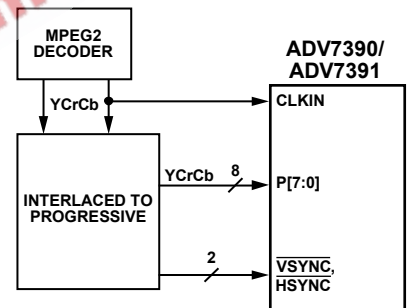 MPEG2
DECODER
YCrCb
INTERLACED TO
PROGRESSIVE
YCrCb
8
2
ADV7390/
ADV7391
CLKIN
P[7:0]
VSYNC,
HSYNC